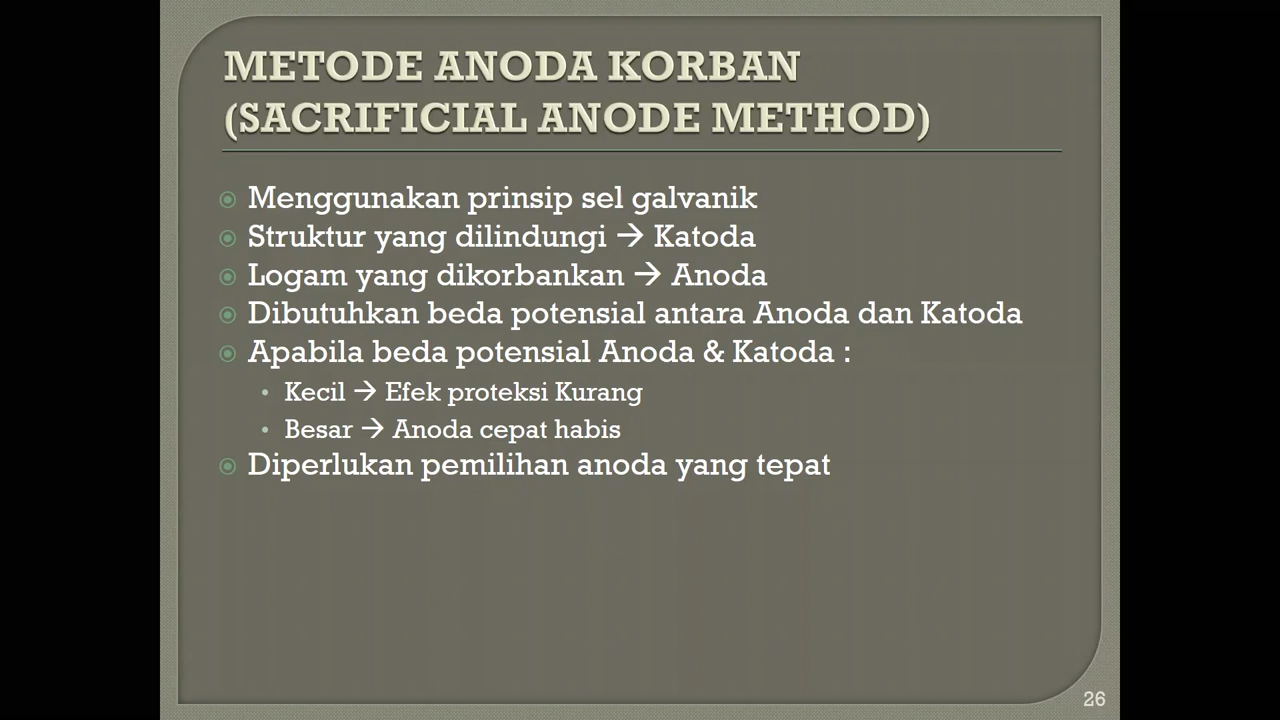 METODE ANODA KORBAN
(SACRIFICIAL ANODE METHOD)
Menggunakan prinsip sel galvanik
Struktur yang dilindungi → Katoda
Logam yang dikorbankan → Anoda
Dibutuhkan beda potensial antara Anoda dan Katoda
Apabila beda potensial Anoda & Katoda :
Kecil → Efek proteksi Kurang
Besar → Anoda cepat habis
Diperlukan pemilihan anoda yang tepat
26